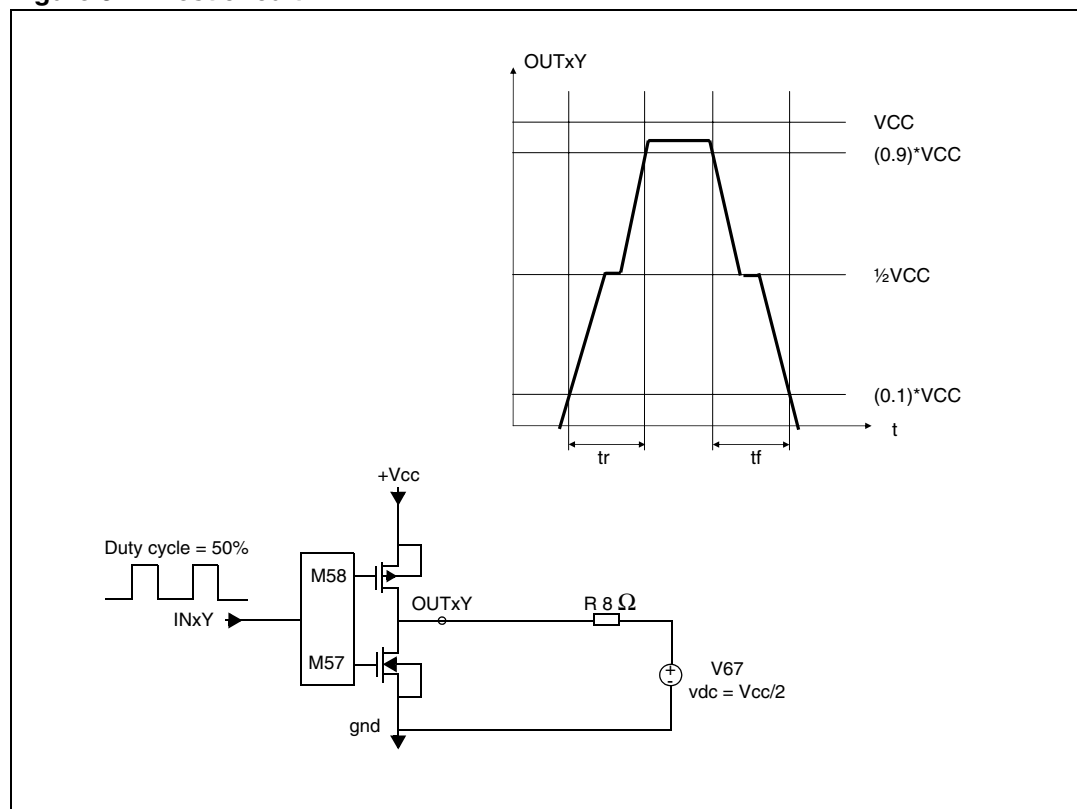 OUTxY
VCC
(0.9)*VCC
½VCC
(0.1)*VCC
t
tr
tf
+Vcc
Duty cycle = 50%
M58
OUTxY
R 8 Ω
INxY
M57
V67
vdc = Vcc/2
+
-
gnd